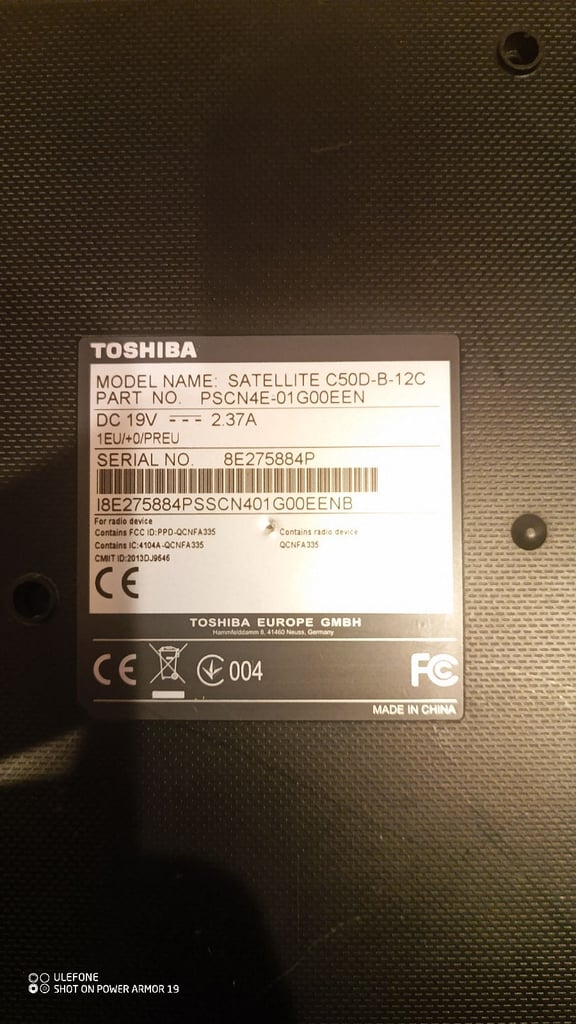 TOSHIBA
MODEL NAME: SATELLITE C50D-B-12C
PART NO. PSCN4E-01G00EEN
DC 19V 2.37A
1EU/+0/PREU
SERIAL NO. 8E275884P
I8E275884PSSCN401G00EENB
For radio device
Contains FCC ID:PPD-QCNFA335
Contains IC:4104A-QCNFA335
CMIIT ID:2013DJ9646
Contains radio device
QCNFA335
CE
TOSHIBA EUROPE GMBH
Hammfelddamm 8, 41460 Neuss, Germany
CE 004 FC
MADE IN CHINA
ULEFONE
SHOT ON POWER ARMOR 19